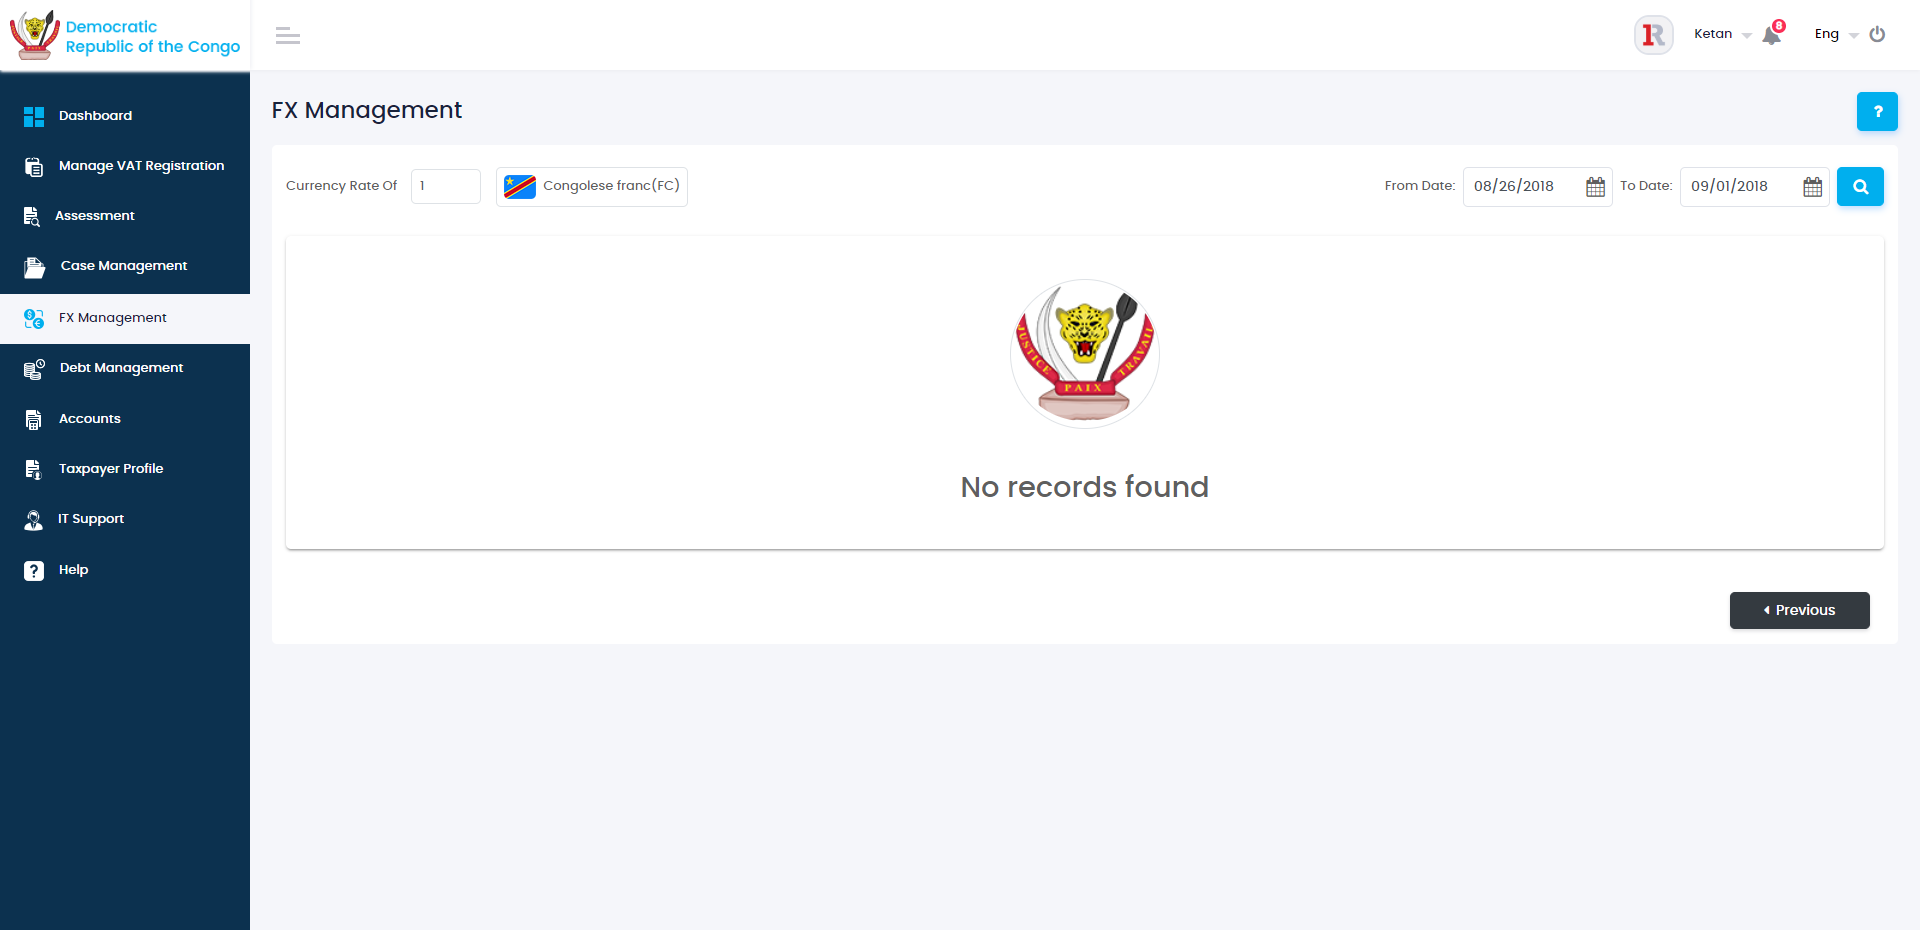 Democratic
Republic of the Congo
1R
Ketan
8
Eng
Dashboard
Manage VAT Registration
Assessment
Case Management
FX Management
Debt Management
Accounts
Taxpayer Profile
IT Support
Help
FX Management
?
Currency Rate Of 1 Congolese franc(FC)
From Date: 08/26/2018 To Date: 09/01/2018
JUSTICE PAIX TRAVAIL
No records found
Previous